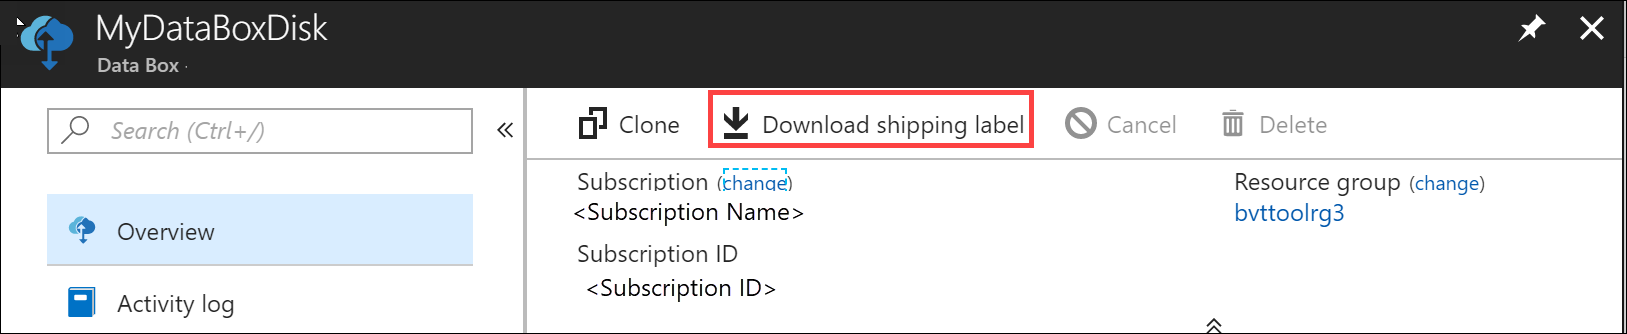 MyDataBoxDisk
Data Box
Search (Ctrl+/)
«
Clone
Download shipping label
Cancel
Delete
Overview
Activity log
Subscription (change)
<Subscription Name>
Subscription ID
<Subscription ID>
Resource group (change)
bvttoolrg3